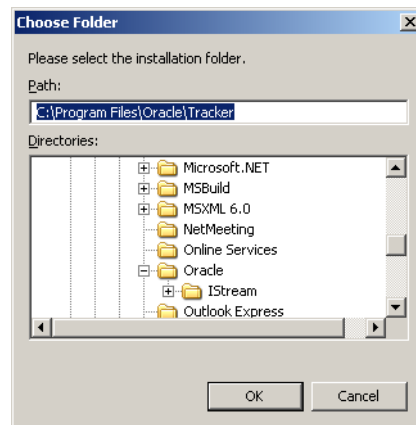 Choose Folder
Please select the installation folder.
Path:
C:\Program Files\Oracle\Tracker
Directories:
Microsoft.NET
MSBuild
MSXML 6.0
NetMeeting
Online Services
Oracle
IStream
Outlook Express
OK Cancel